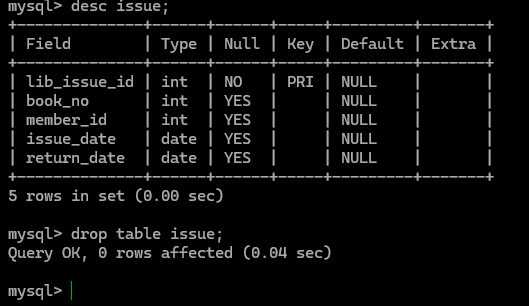 mysql> desc issue;
+--------------+------+------+-----+---------+-------+
| Field        | Type | Null | Key | Default | Extra |
+--------------+------+------+-----+---------+-------+
| lib_issue_id | int  | NO   | PRI | NULL    |       |
| book_no      | int  | YES  |     | NULL    |       |
| member_id    | int  | YES  |     | NULL    |       |
| issue_date   | date | YES  |     | NULL    |       |
| return_date  | date | YES  |     | NULL    |       |
+--------------+------+------+-----+---------+-------+
5 rows in set (0.00 sec)
mysql> drop table issue;
Query OK, 0 rows affected (0.04 sec)
mysql>